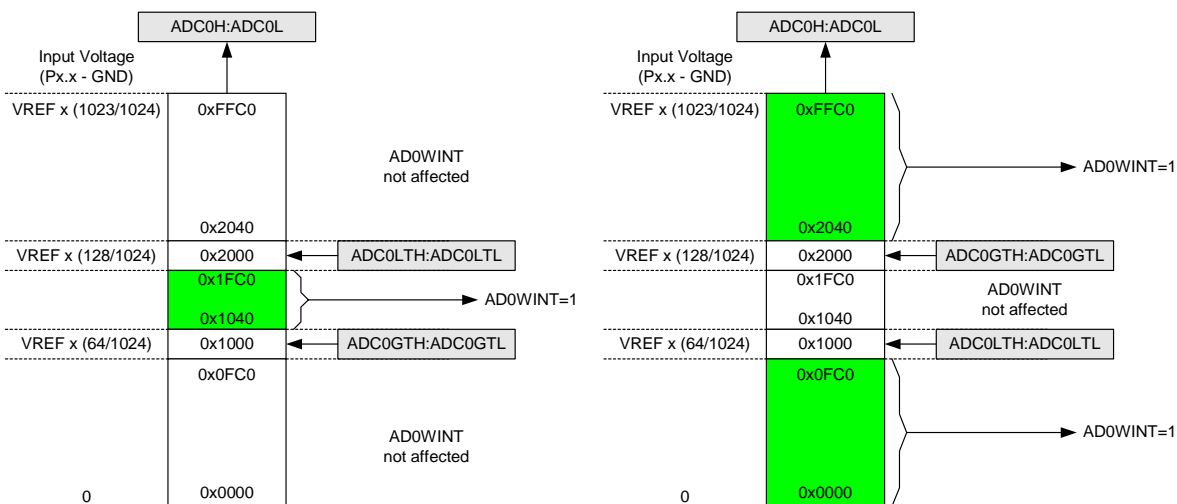 ADC0H:ADC0L
Input Voltage
(Px.x - GND)
VREF x (1023/1024)
0xFFC0
AD0WINT
not affected
0x2040
VREF x (128/1024)
0x2000
ADC0LTH:ADC0LTL
0x1FC0
AD0WINT=1
0x1040
VREF x (64/1024)
0x1000
ADC0GTH:ADC0GTL
0x0FC0
AD0WINT
not affected
0
0x0000
ADC0H:ADC0L
Input Voltage
(Px.x - GND)
VREF x (1023/1024)
0xFFC0
AD0WINT=1
0x2040
VREF x (128/1024)
0x2000
ADC0GTH:ADC0GTL
0x1FC0
AD0WINT
not affected
0x1040
VREF x (64/1024)
0x1000
ADC0LTH:ADC0LTL
0x0FC0
AD0WINT=1
0
0x0000